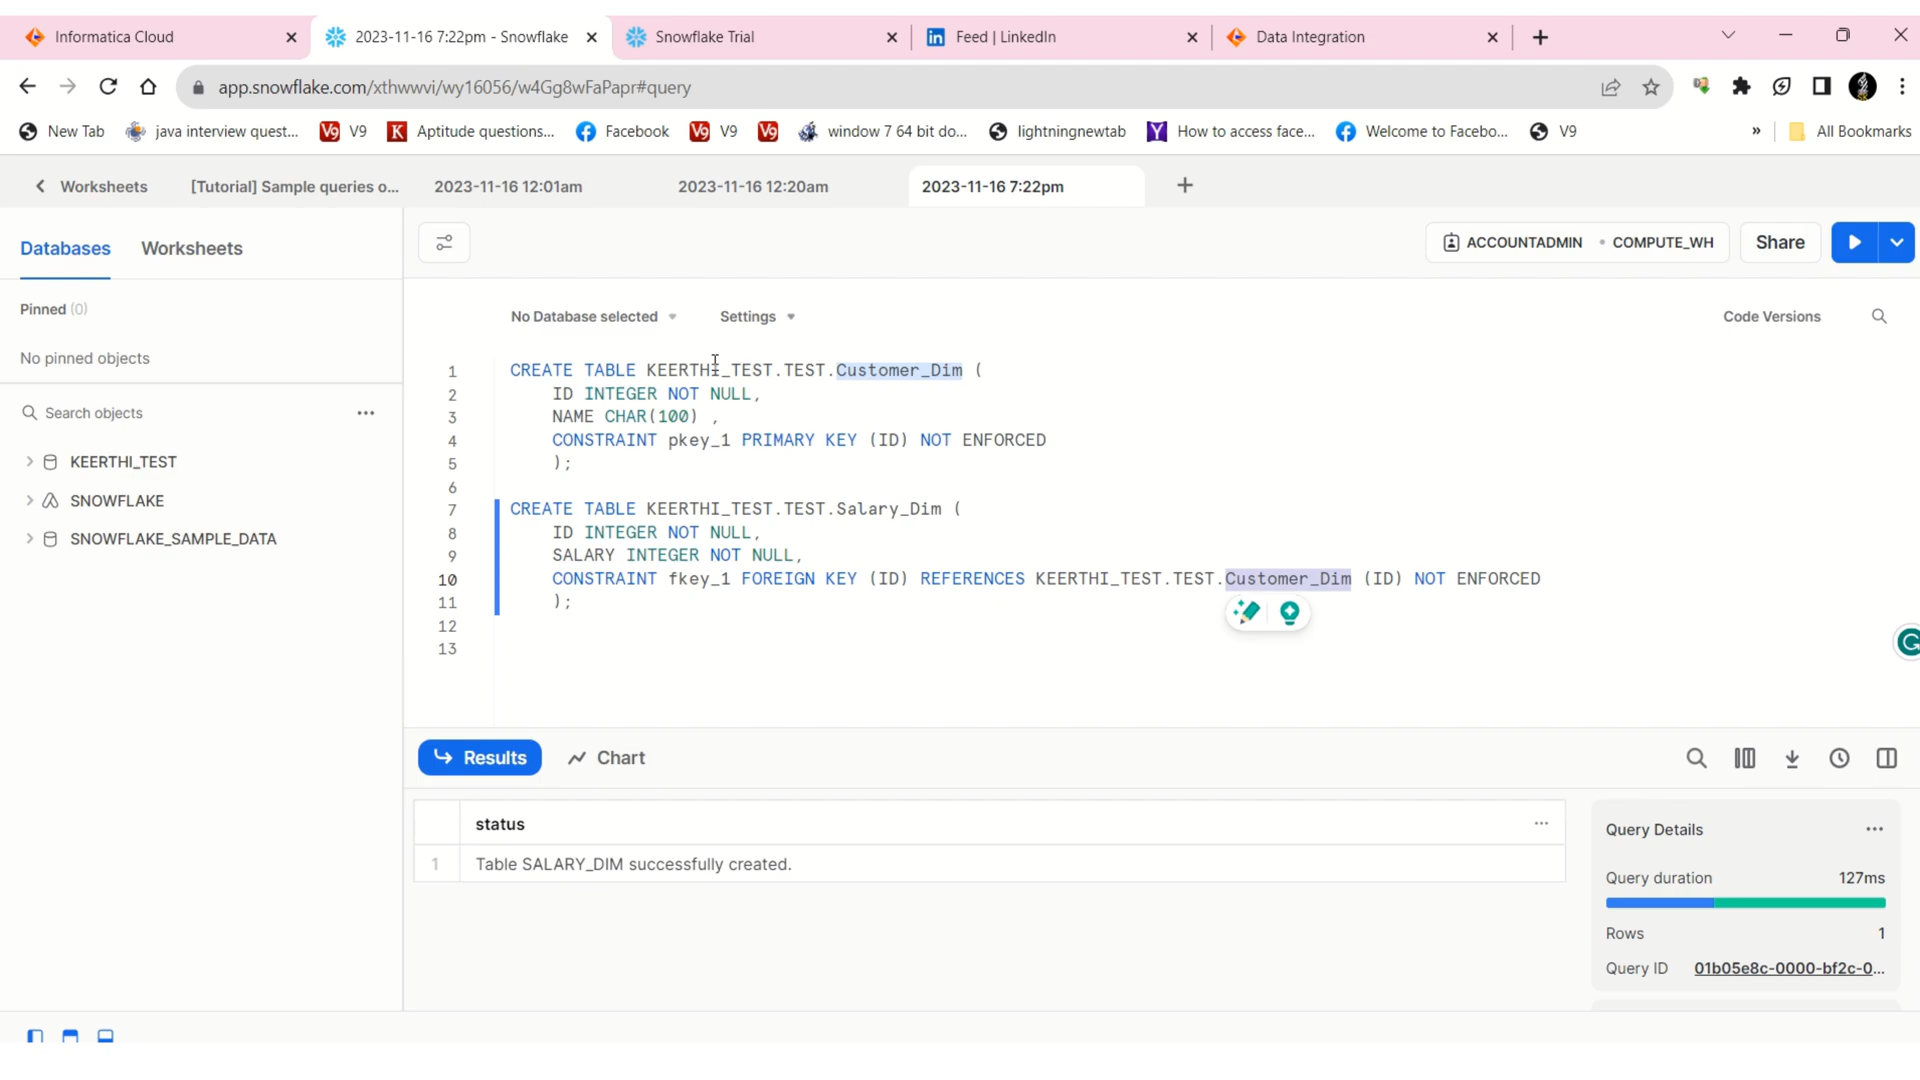 Informatica Cloud
2023-11-16 7:22pm - Snowflake
Snowflake Trial
Feed | LinkedIn
Data Integration
app.snowflake.com/xthwwvi/wy16056/w4Gg8wFaPapr#query
New Tab
java interview quest...
V9
Aptitude questions...
Facebook
V9
window 7 64 bit do...
lightningnewtab
How to access face...
Welcome to Facebo...
V9
»
All Bookmarks
Worksheets
[Tutorial] Sample queries o...
2023-11-16 12:01am
2023-11-16 12:20am
2023-11-16 7:22pm
Databases
Worksheets
ACCOUNTADMIN
COMPUTE_WH
Share
Pinned (0)
No pinned objects
Search objects
KEERTHI_TEST
SNOWFLAKE
SNOWFLAKE_SAMPLE_DATA
No Database selected
Settings
Code Versions
1 CREATE TABLE KEERTHI_TEST.TEST.Customer_Dim (
2 ID INTEGER NOT NULL,
3 NAME CHAR(100) ,
4 CONSTRAINT pkey_1 PRIMARY KEY (ID) NOT ENFORCED
5 );
6
7 CREATE TABLE KEERTHI_TEST.TEST.Salary_Dim (
8 ID INTEGER NOT NULL,
9 SALARY INTEGER NOT NULL,
10 CONSTRAINT fkey_1 FOREIGN KEY (ID) REFERENCES KEERTHI_TEST.TEST.Customer_Dim (ID) NOT ENFORCED
11 );
12
13
Results
Chart
status
1 Table SALARY_DIM successfully created.
Query Details
Query duration 127ms
Rows 1
Query ID 01b05e8c-0000-bf2c-0...